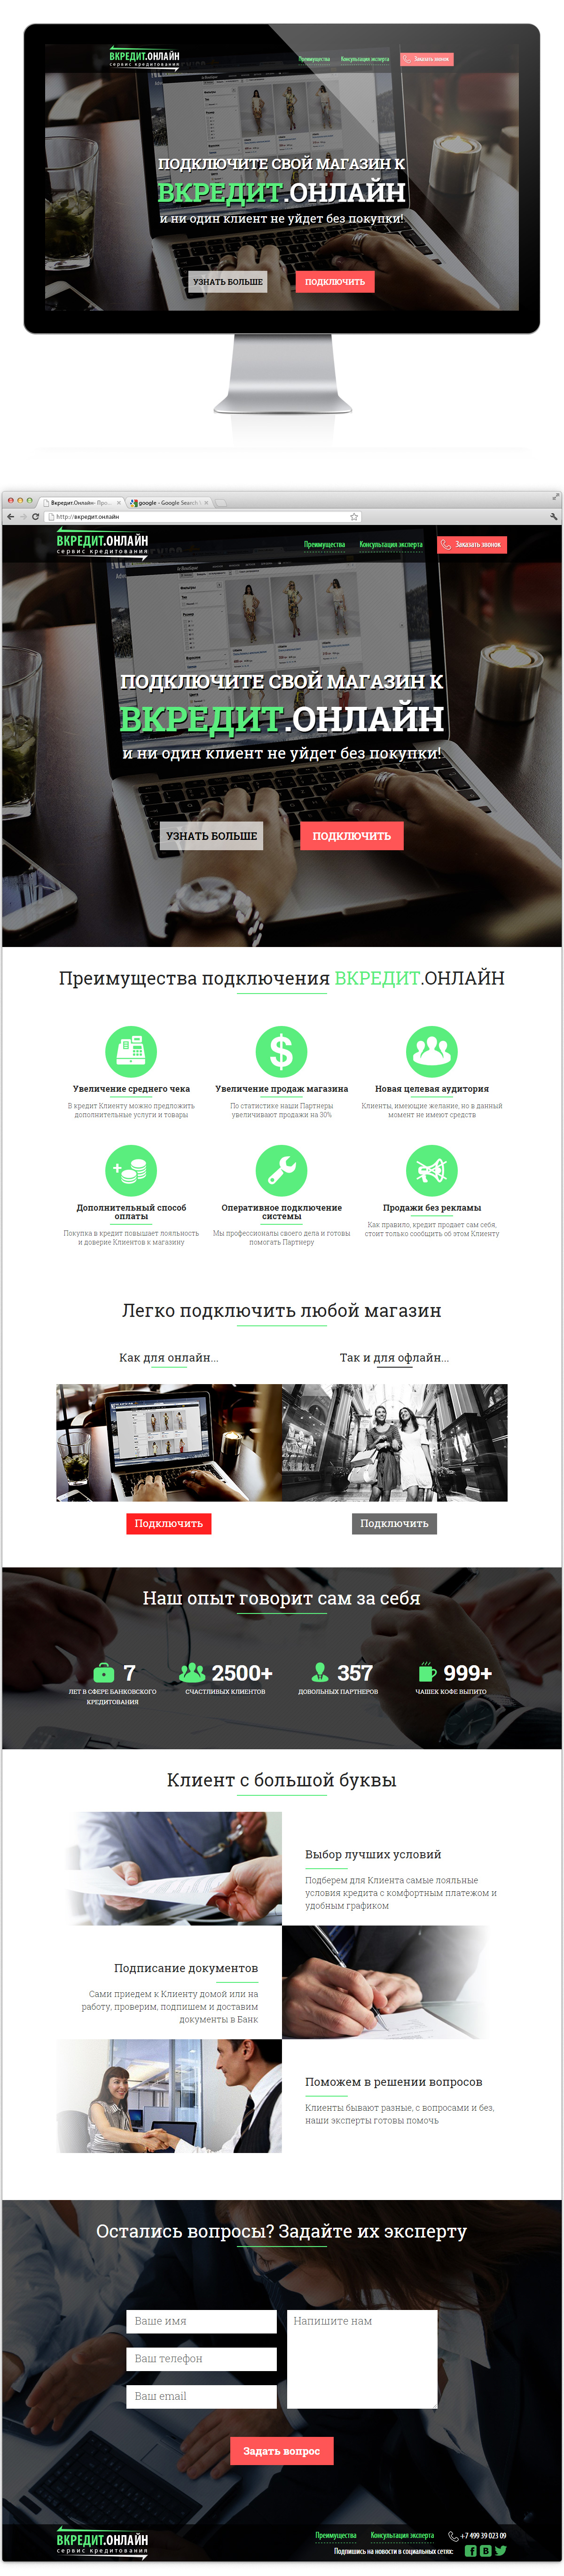 ВКРЕДИТ.ОНЛАЙН
сервис кредитования
Преимущества
Консультация эксперта
Заказать звонок
ПОДКЛЮЧИТЕ СВОЙ МАГАЗИН К
ВКРЕДИТ.ОНЛАЙН
и ни один клиент не уйдет без покупки!
УЗНАТЬ БОЛЬШЕ
ПОДКЛЮЧИТЬ
Вкредит.Онлайн- Про...
google - Google Search
http://вкредит.онлайн
ВКРЕДИТ.ОНЛАЙН
сервис кредитования
Преимущества
Консультация эксперта
Заказать звонок
ПОДКЛЮЧИТЕ СВОЙ МАГАЗИН К
ВКРЕДИТ.ОНЛАЙН
и ни один клиент не уйдет без покупки!
УЗНАТЬ БОЛЬШЕ
ПОДКЛЮЧИТЬ
Преимущества подключения ВКРЕДИТ.ОНЛАЙН
Увеличение среднего чека
В кредит Клиенту можно предложить
дополнительные услуги и товары
Увеличение продаж магазина
По статистике наши Партнеры
увеличивают продажи на 30%
Новая целевая аудитория
Клиенты, имеющие желание, но в данный
момент не имеют средств
Дополнительный способ
оплаты
Покупка в кредит повышает лояльность
и доверие Клиентов к магазину
Оперативное подключение
системы
Мы профессионалы своего дела и готовы
помогать Партнеру
Продажи без рекламы
Как правило, кредит продает сам себя,
стоит только сообщить об этом Клиенту
Легко подключить любой магазин
Как для онлайн...
Так и для офлайн...
Подключить
Подключить
Наш опыт говорит сам за себя
7
ЛЕТ В СФЕРЕ БАНКОВСКОГО
КРЕДИТОВАНИЯ
2500+
СЧАСТЛИВЫХ КЛИЕНТОВ
357
ДОВОЛЬНЫХ ПАРТНЕРОВ
999+
ЧАШЕК КОФЕ ВЫПИТО
Клиент с большой буквы
Выбор лучших условий
Подберем для Клиента самые лояльные
условия кредита с комфортным платежом и
удобным графиком
Подписание документов
Сами приедем к Клиенту домой или на
работу, проверим, подпишем и доставим
документы в Банк
Поможем в решении вопросов
Клиенты бывают разные, с вопросами и без,
наши эксперты готовы помочь
Остались вопросы? Задайте их эксперту
Ваше имя
Напишите нам
Ваш телефон
Ваш email
Задать вопрос
ВКРЕДИТ.ОНЛАЙН
сервис кредитования
Преимущества
Консультация эксперта
+7 499 39 023 09
Подпишись на новости в социальных сетях: